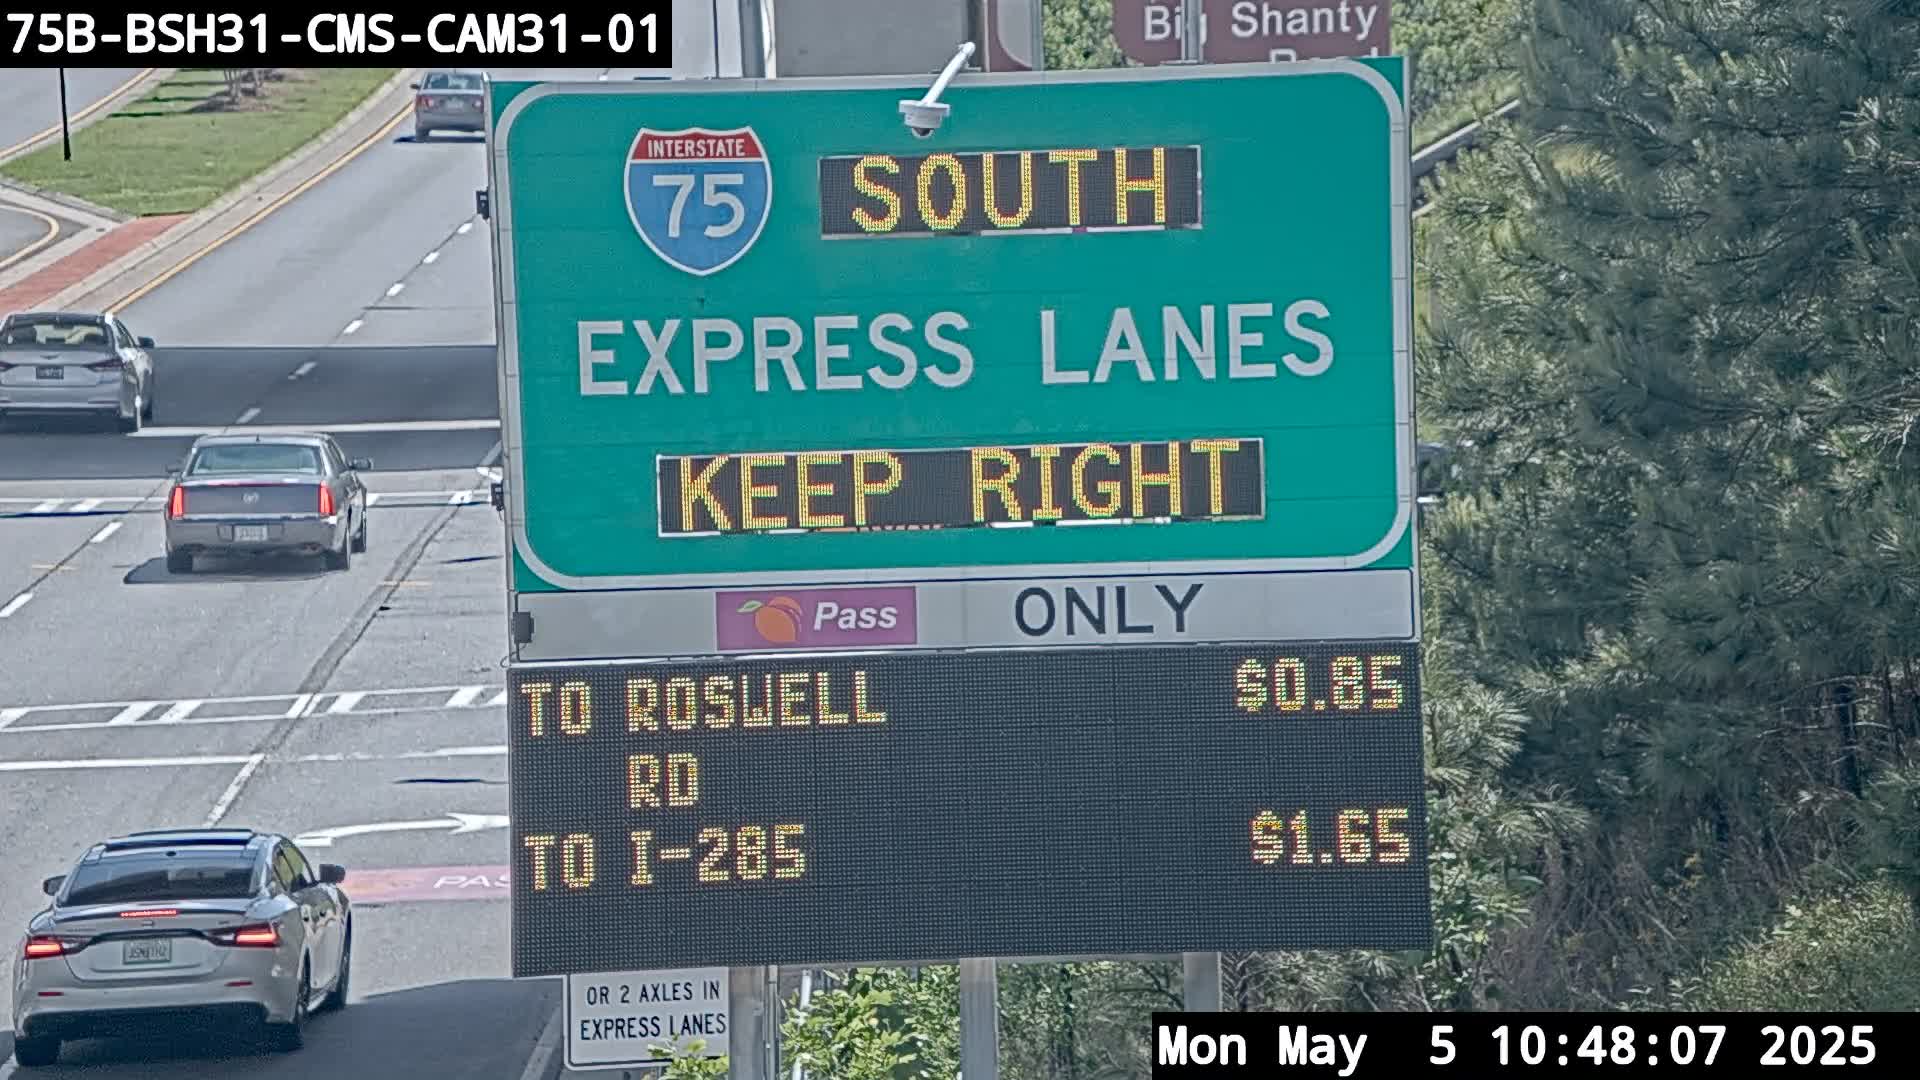 75B-BSH31-CMS-CAM31-01
Big Shanty
Road
INTERSTATE
75
SOUTH
EXPRESS LANES
KEEP RIGHT
Pass
ONLY
TO ROSWELL $0.85
RD
TO I-285 $1.65
PAS
OR 2 AXLES IN
EXPRESS LANES
Mon May 5 10:48:07 2025